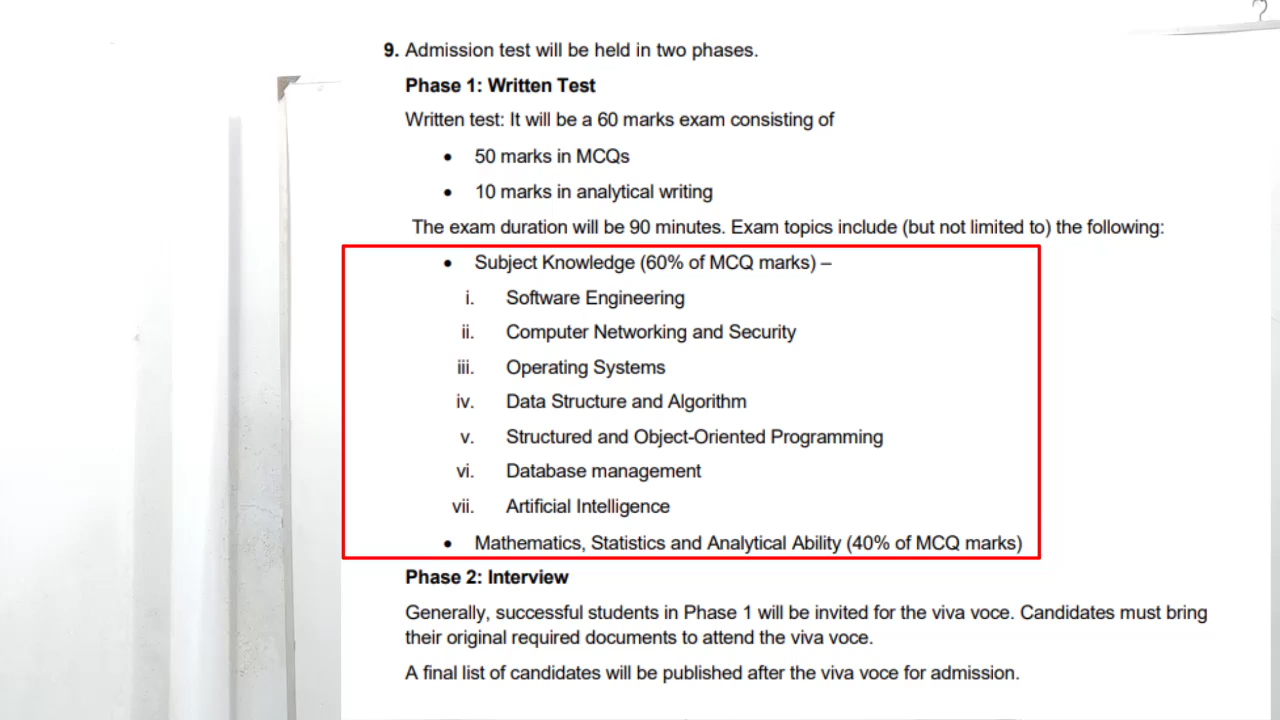 9. Admission test will be held in two phases.
Phase 1: Written Test
Written test: It will be a 60 marks exam consisting of
• 50 marks in MCQs
• 10 marks in analytical writing
The exam duration will be 90 minutes. Exam topics include (but not limited to) the following:
• Subject Knowledge (60% of MCQ marks) –
i. Software Engineering
ii. Computer Networking and Security
iii. Operating Systems
iv. Data Structure and Algorithm
v. Structured and Object-Oriented Programming
vi. Database management
vii. Artificial Intelligence
• Mathematics, Statistics and Analytical Ability (40% of MCQ marks)
Phase 2: Interview
Generally, successful students in Phase 1 will be invited for the viva voce. Candidates must bring
their original required documents to attend the viva voce.
A final list of candidates will be published after the viva voce for admission.